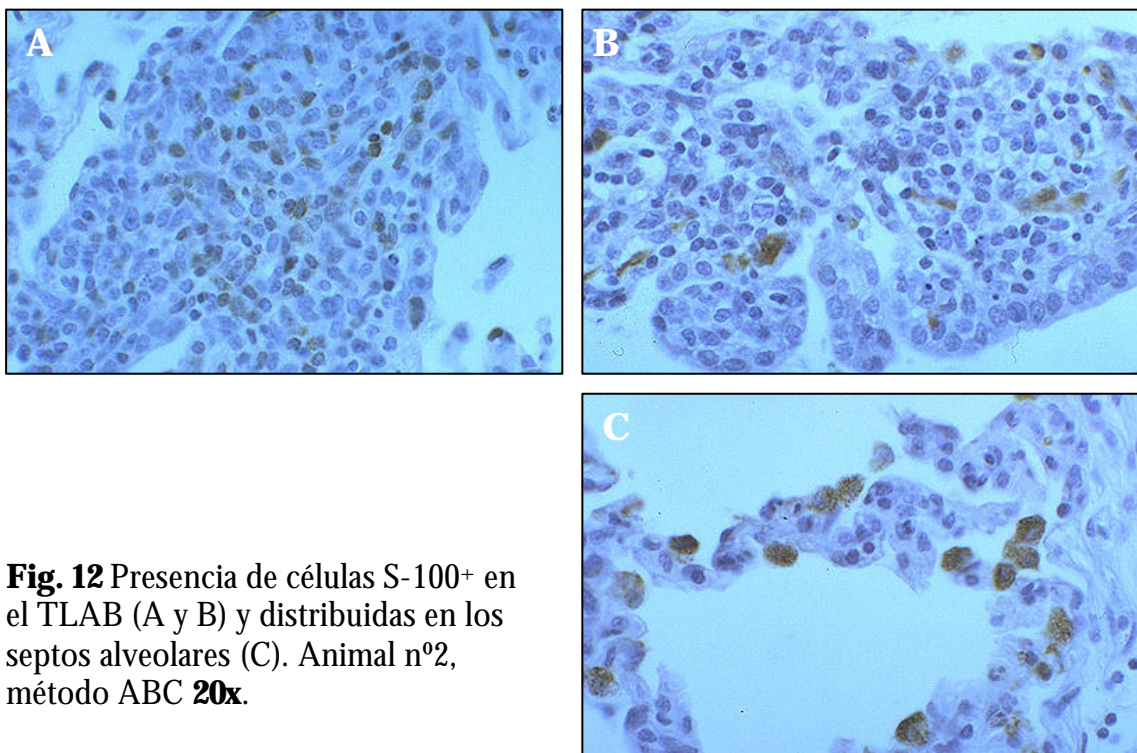 A
B
C
Fig. 12 Presencia de células S-100+ en
el TLAB (A y B) y distribuidas en los
septos alveolares (C). Animal nº2,
método ABC 20x.